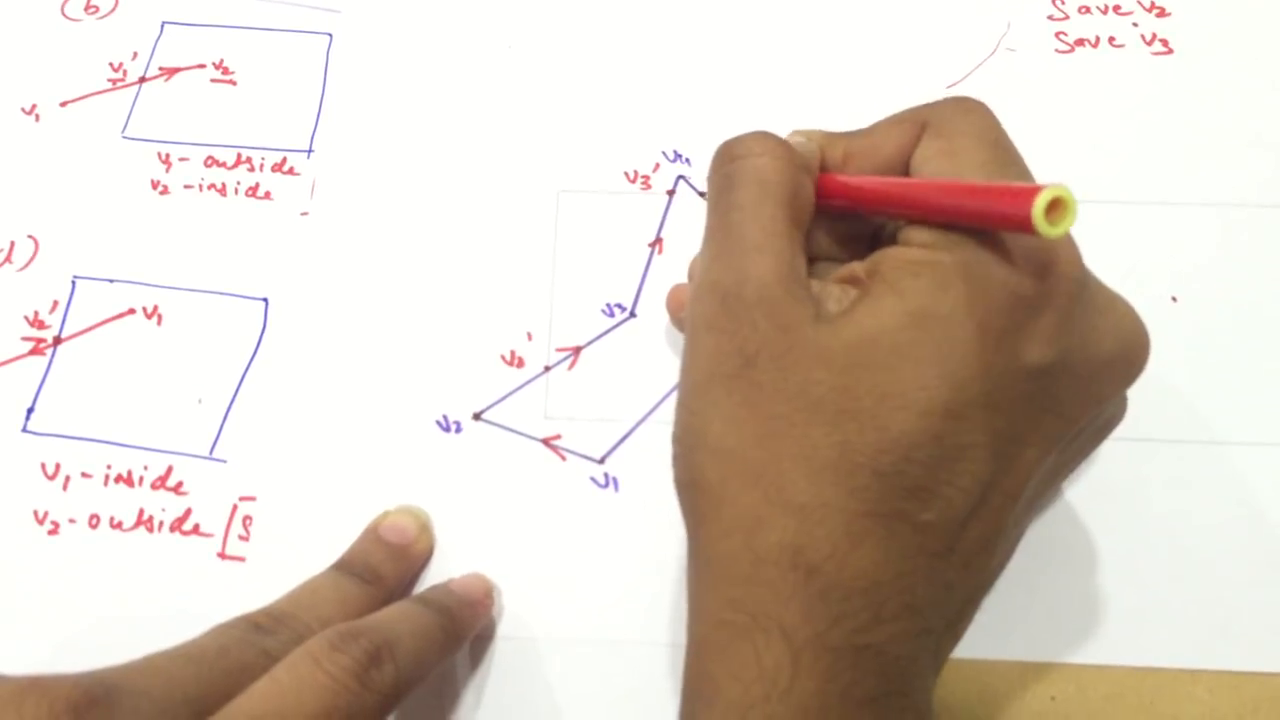 (b)
v1'
v2
v1
v1 - outside
v2 - inside
Save v2
Save v3
v3'
v4
v3
v2'
v2
v1
d)
v2'
v1
V1 - inside
v2 - outside [S